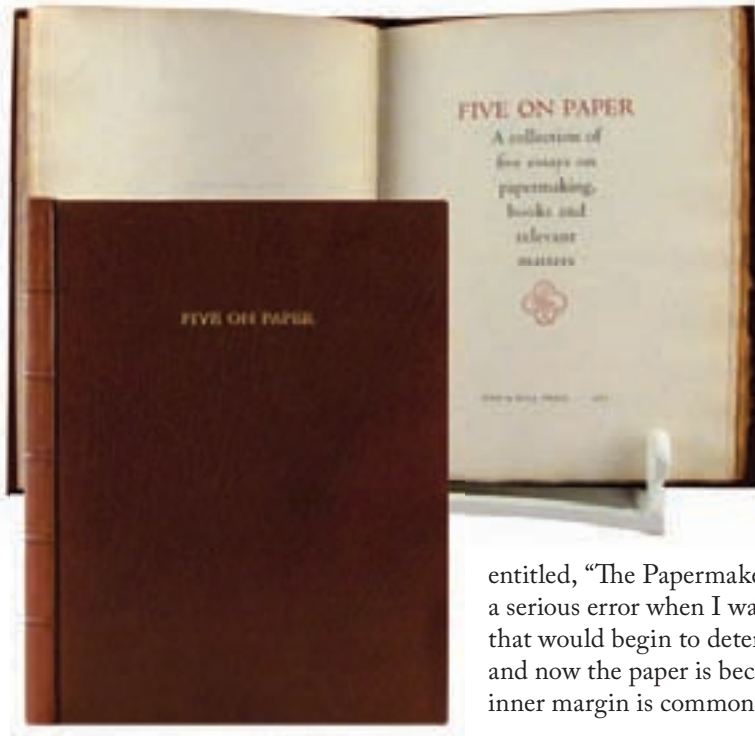 FIVE ON PAPER
A collection of
five essays on
papermaking,
books and
relevant
matters
FIVE ON PAPER
entitled, “The Papermake
a serious error when I wa
that would begin to deter
and now the paper is bec
inner margin is common